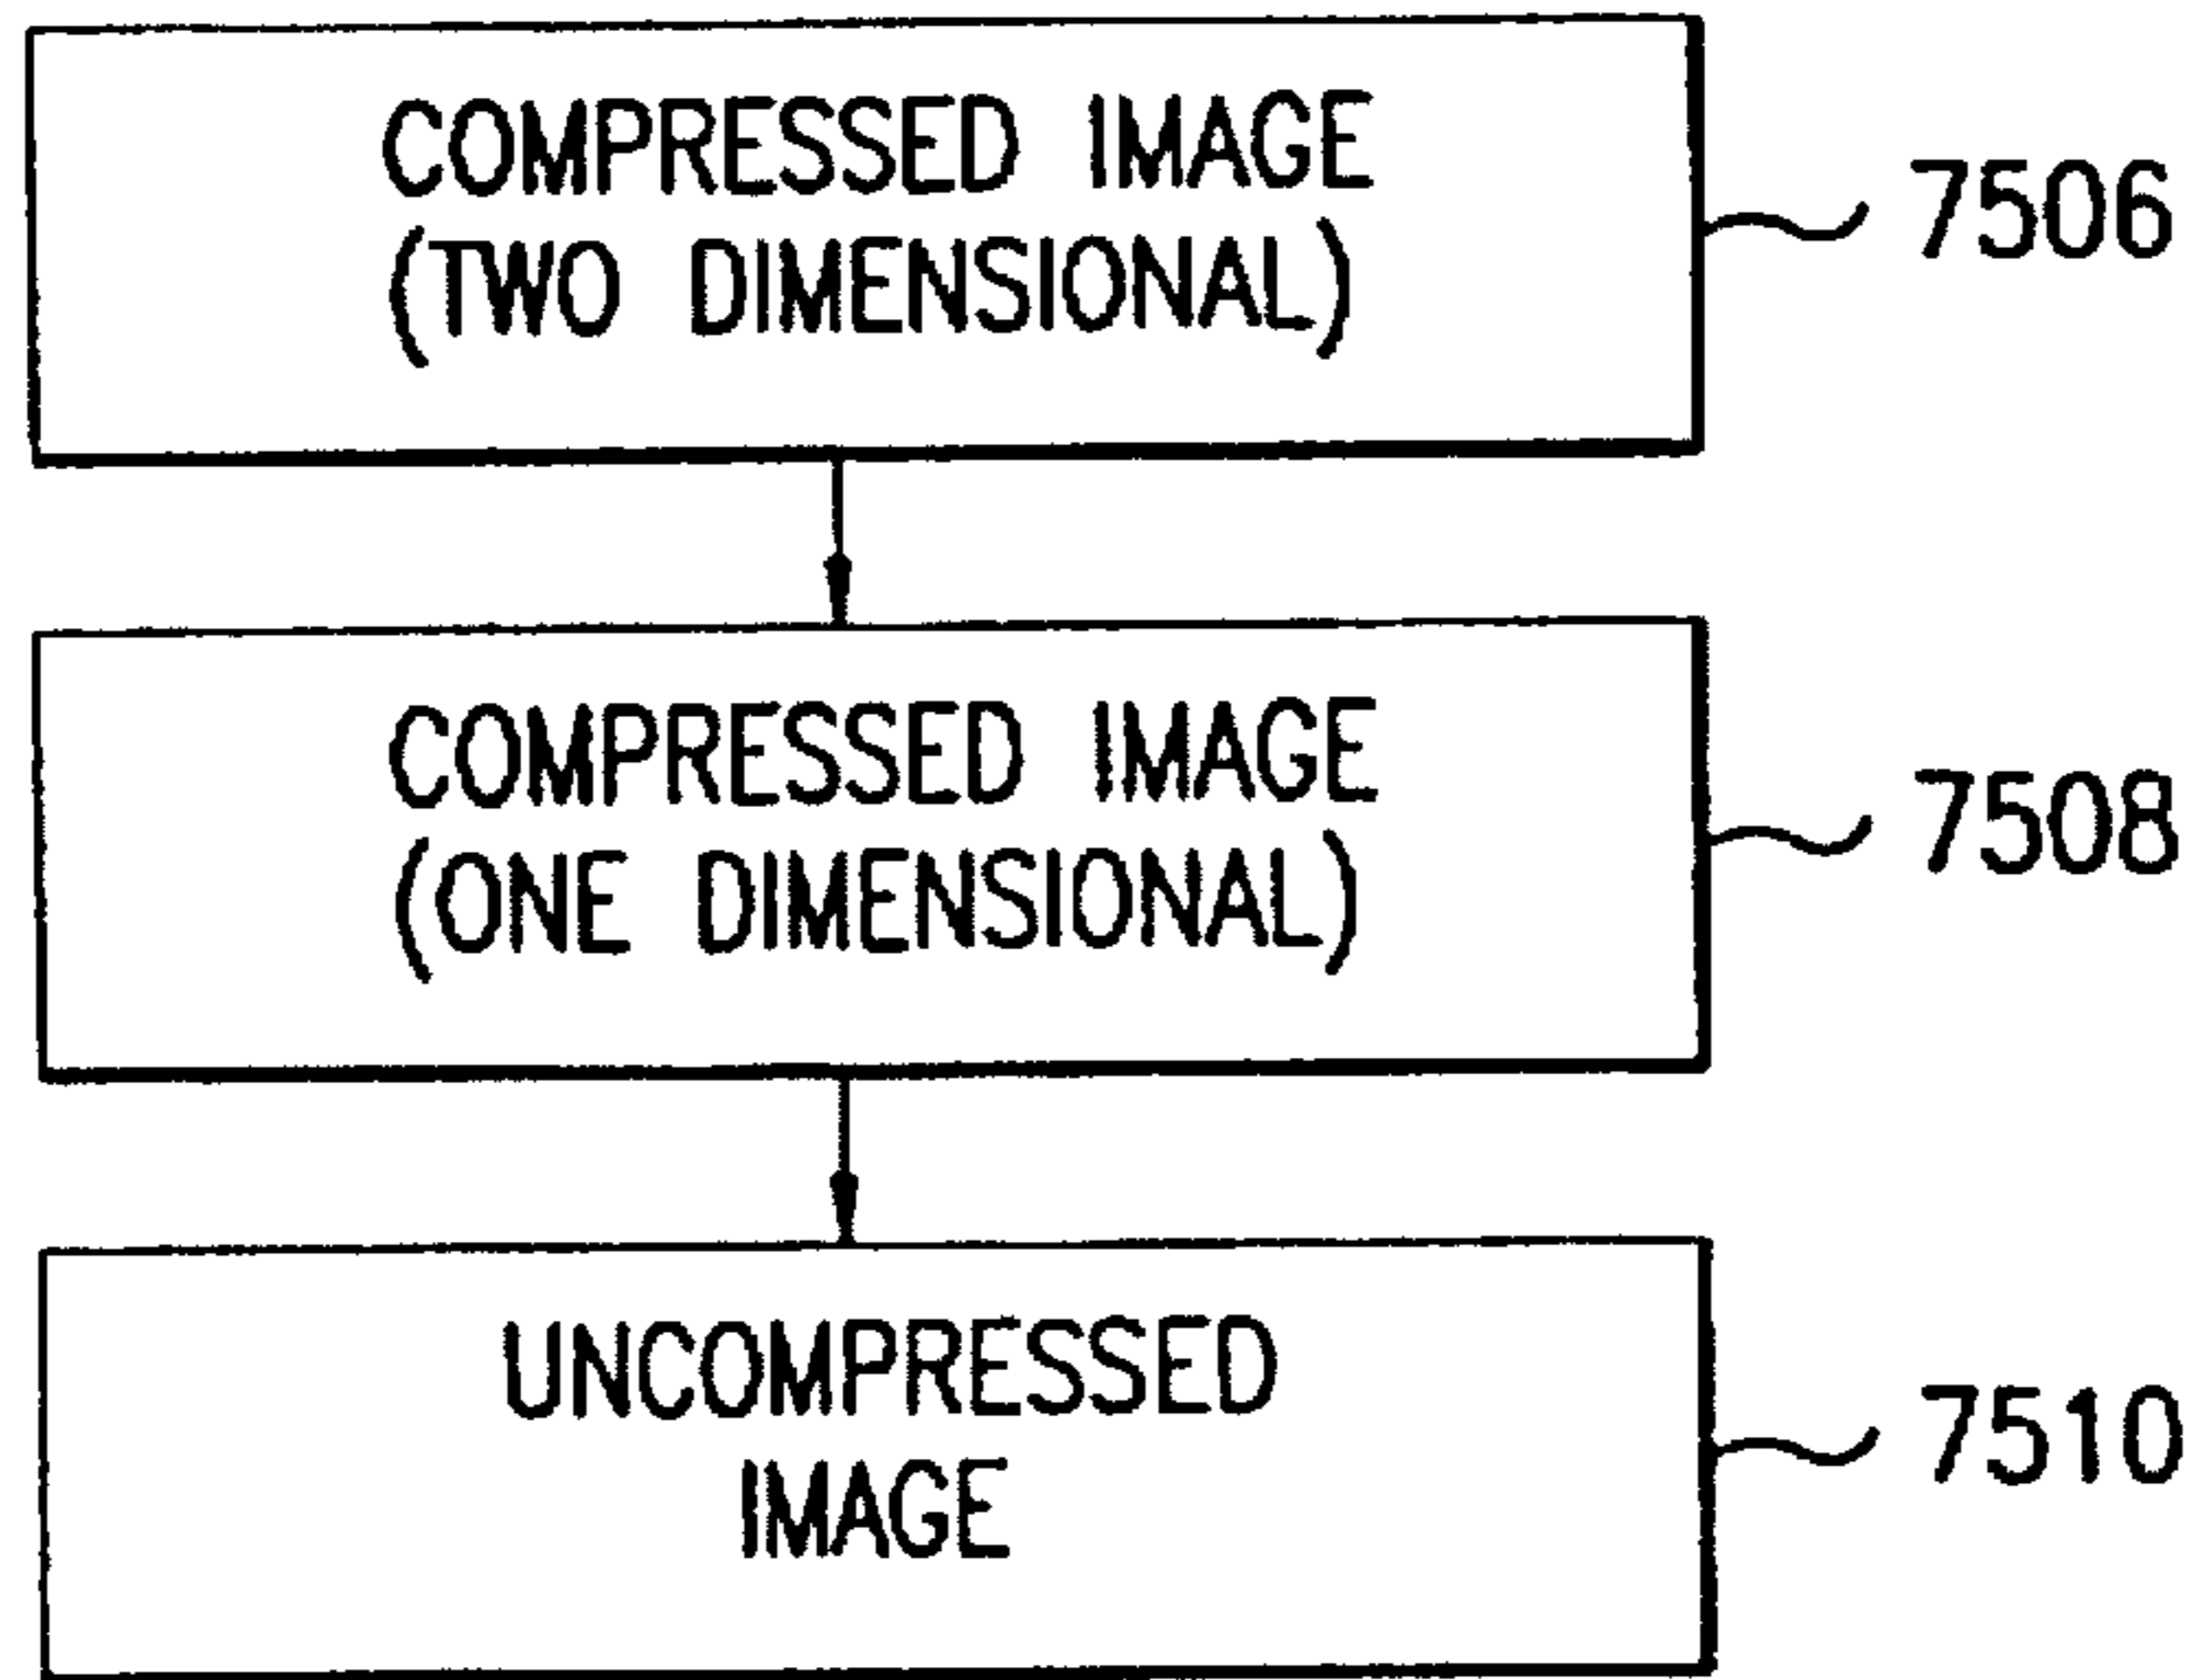 COMPRESSED IMAGE
(TWO DIMENSIONAL)
7506
COMPRESSED IMAGE
(ONE DIMENSIONAL)
7508
UNCOMPRESSED
IMAGE
7510